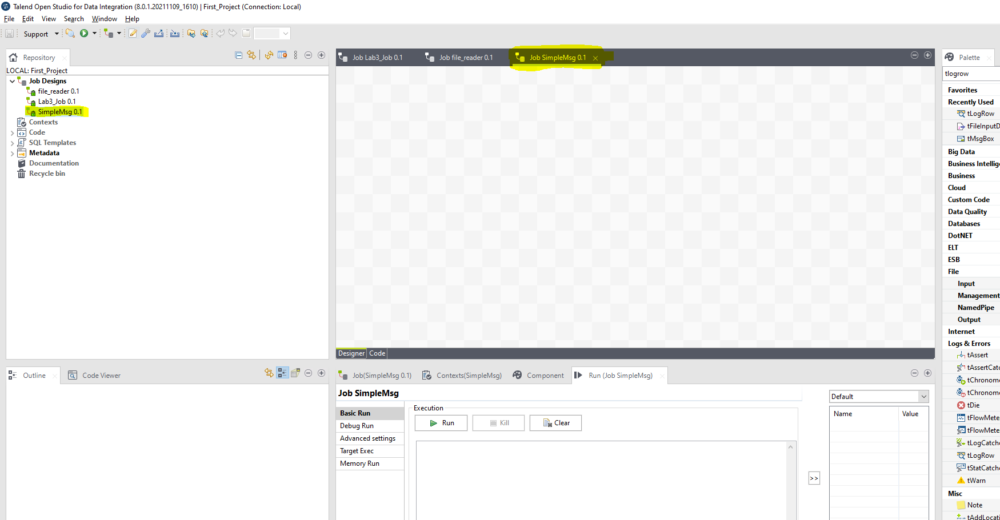 Talend Open Studio for Data Integration (8.0.1.20211109_1610) | First_Project (Connection: Local)
File Edit View Search Window Help
Support
Repository
LOCAL: First_Project
Job Designs
file_reader 0.1
Lab3_Job 0.1
SimpleMsg 0.1
Contexts
Code
SQL Templates
Metadata
Documentation
Recycle bin
Job Lab3_Job 0.1 Job file_reader 0.1 Job SimpleMsg 0.1
Designer Code
Palette
tlogrow
Favorites
Recently Used
tLogRow
tFileInputD
tMsgBox
Big Data
Business Intellig
Business
Cloud
Custom Code
Data Quality
Databases
DotNET
ELT
ESB
File
Input
Management
NamedPipe
Output
Internet
Logs & Errors
tAssert
tAssertCatc
tChronome
tChronome
tDie
tFlowMete
tFlowMete
tLogCatche
tLogRow
tStatCatche
tWarn
Misc
Note
tAddLocati
Outline Code Viewer
Job(SimpleMsg 0.1) Contexts(SimpleMsg) Component Run (Job SimpleMsg)
Job SimpleMsg
Basic Run
Debug Run
Advanced settings
Target Exec
Memory Run
Execution
Run Kill Clear
>>
Default
Name Value